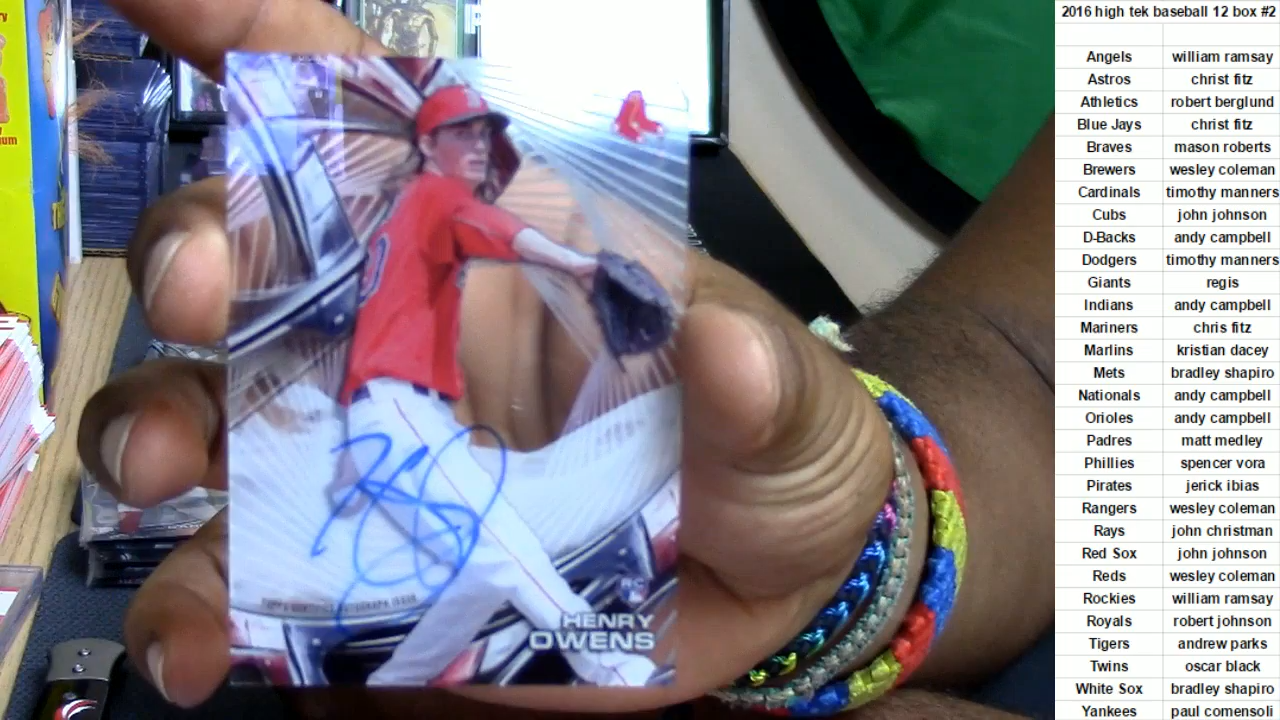 2016 high tek baseball 12 box #2
Angels william ramsay
Astros christ fitz
Athletics robert berglund
Blue Jays christ fitz
Braves mason roberts
Brewers wesley coleman
Cardinals timothy manners
Cubs john johnson
D-Backs andy campbell
Dodgers timothy manners
Giants regis
Indians andy campbell
Mariners chris fitz
Marlins kristian dacey
Mets bradley shapiro
Nationals andy campbell
Orioles andy campbell
Padres matt medley
Phillies spencer vora
Pirates jerick ibias
Rangers wesley coleman
Rays john christman
Red Sox john johnson
Reds wesley coleman
Rockies william ramsay
Royals robert johnson
Tigers andrew parks
Twins oscar black
White Sox bradley shapiro
Yankees paul comensoli
RC
HENRY
OWENS